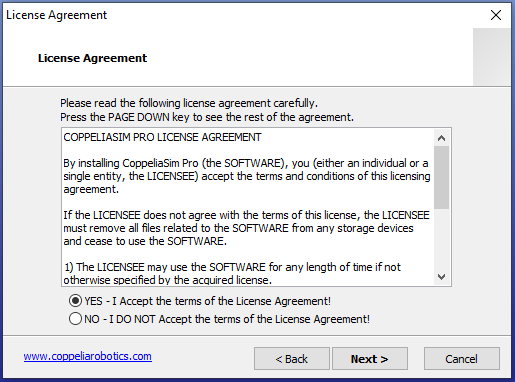 License Agreement
License Agreement
Please read the following license agreement carefully.
Press the PAGE DOWN key to see the rest of the agreement.
COPPELIASIM PRO LICENSE AGREEMENT
By installing CoppeliaSim Pro (the SOFTWARE), you (either an individual or a
single entity, the LICENSEE) accept the terms and conditions of this licensing
agreement.
If the LICENSEE does not agree with the terms of this license, the LICENSEE
must remove all files related to the SOFTWARE from any storage devices
and cease to use the SOFTWARE.
1) The LICENSEE may use the SOFTWARE for any length of time if not
otherwise specified by the acquired license.
YES - I Accept the terms of the License Agreement!
NO - I DO NOT Accept the terms of the License Agreement!
www.coppeliarobotics.com
< Back
Next >
Cancel